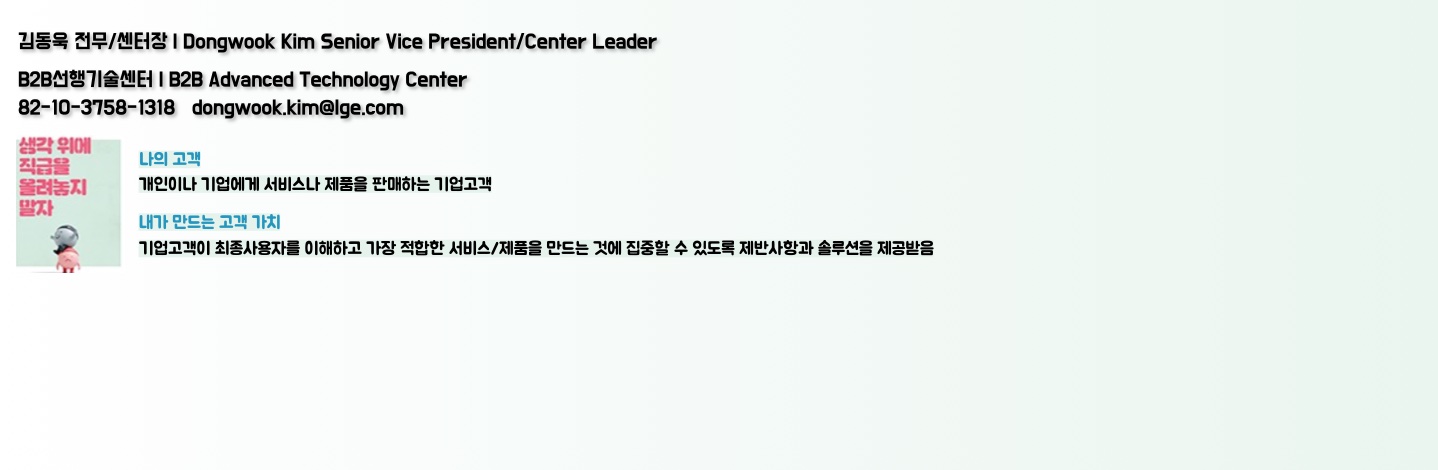 김동욱 전무/센터장 | Dongwook Kim Senior Vice President/Center Leader
B2B선행기술센터 | B2B Advanced Technology Center
82-10-3758-1318 dongwook.kim@lge.com
생각 위에
직급을
올려놓지
말자
나의 고객
개인이나 기업에게 서비스나 제품을 판매하는 기업고객
내가 만드는 고객 가치
기업고객이 최종사용자를 이해하고 가장 적합한 서비스/제품을 만드는 것에 집중할 수 있도록 제반사항과 솔루션을 제공받음